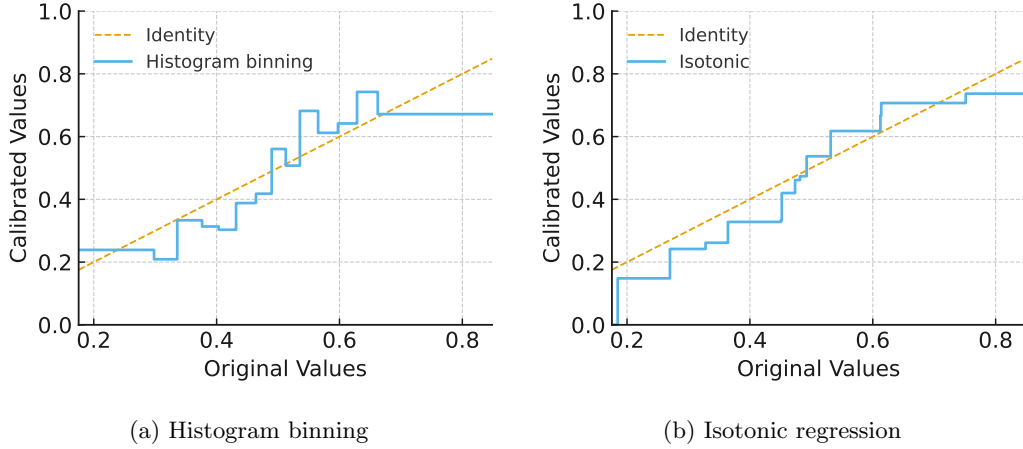 1.0
0.8
0.6
0.4
0.2
0.0
Calibrated Values
Identity
Histogram binning
0.2 0.4 0.6 0.8
Original Values
(a) Histogram binning
1.0
0.8
0.6
0.4
0.2
0.0
Calibrated Values
Identity
Isotonic
0.2 0.4 0.6 0.8
Original Values
(b) Isotonic regression